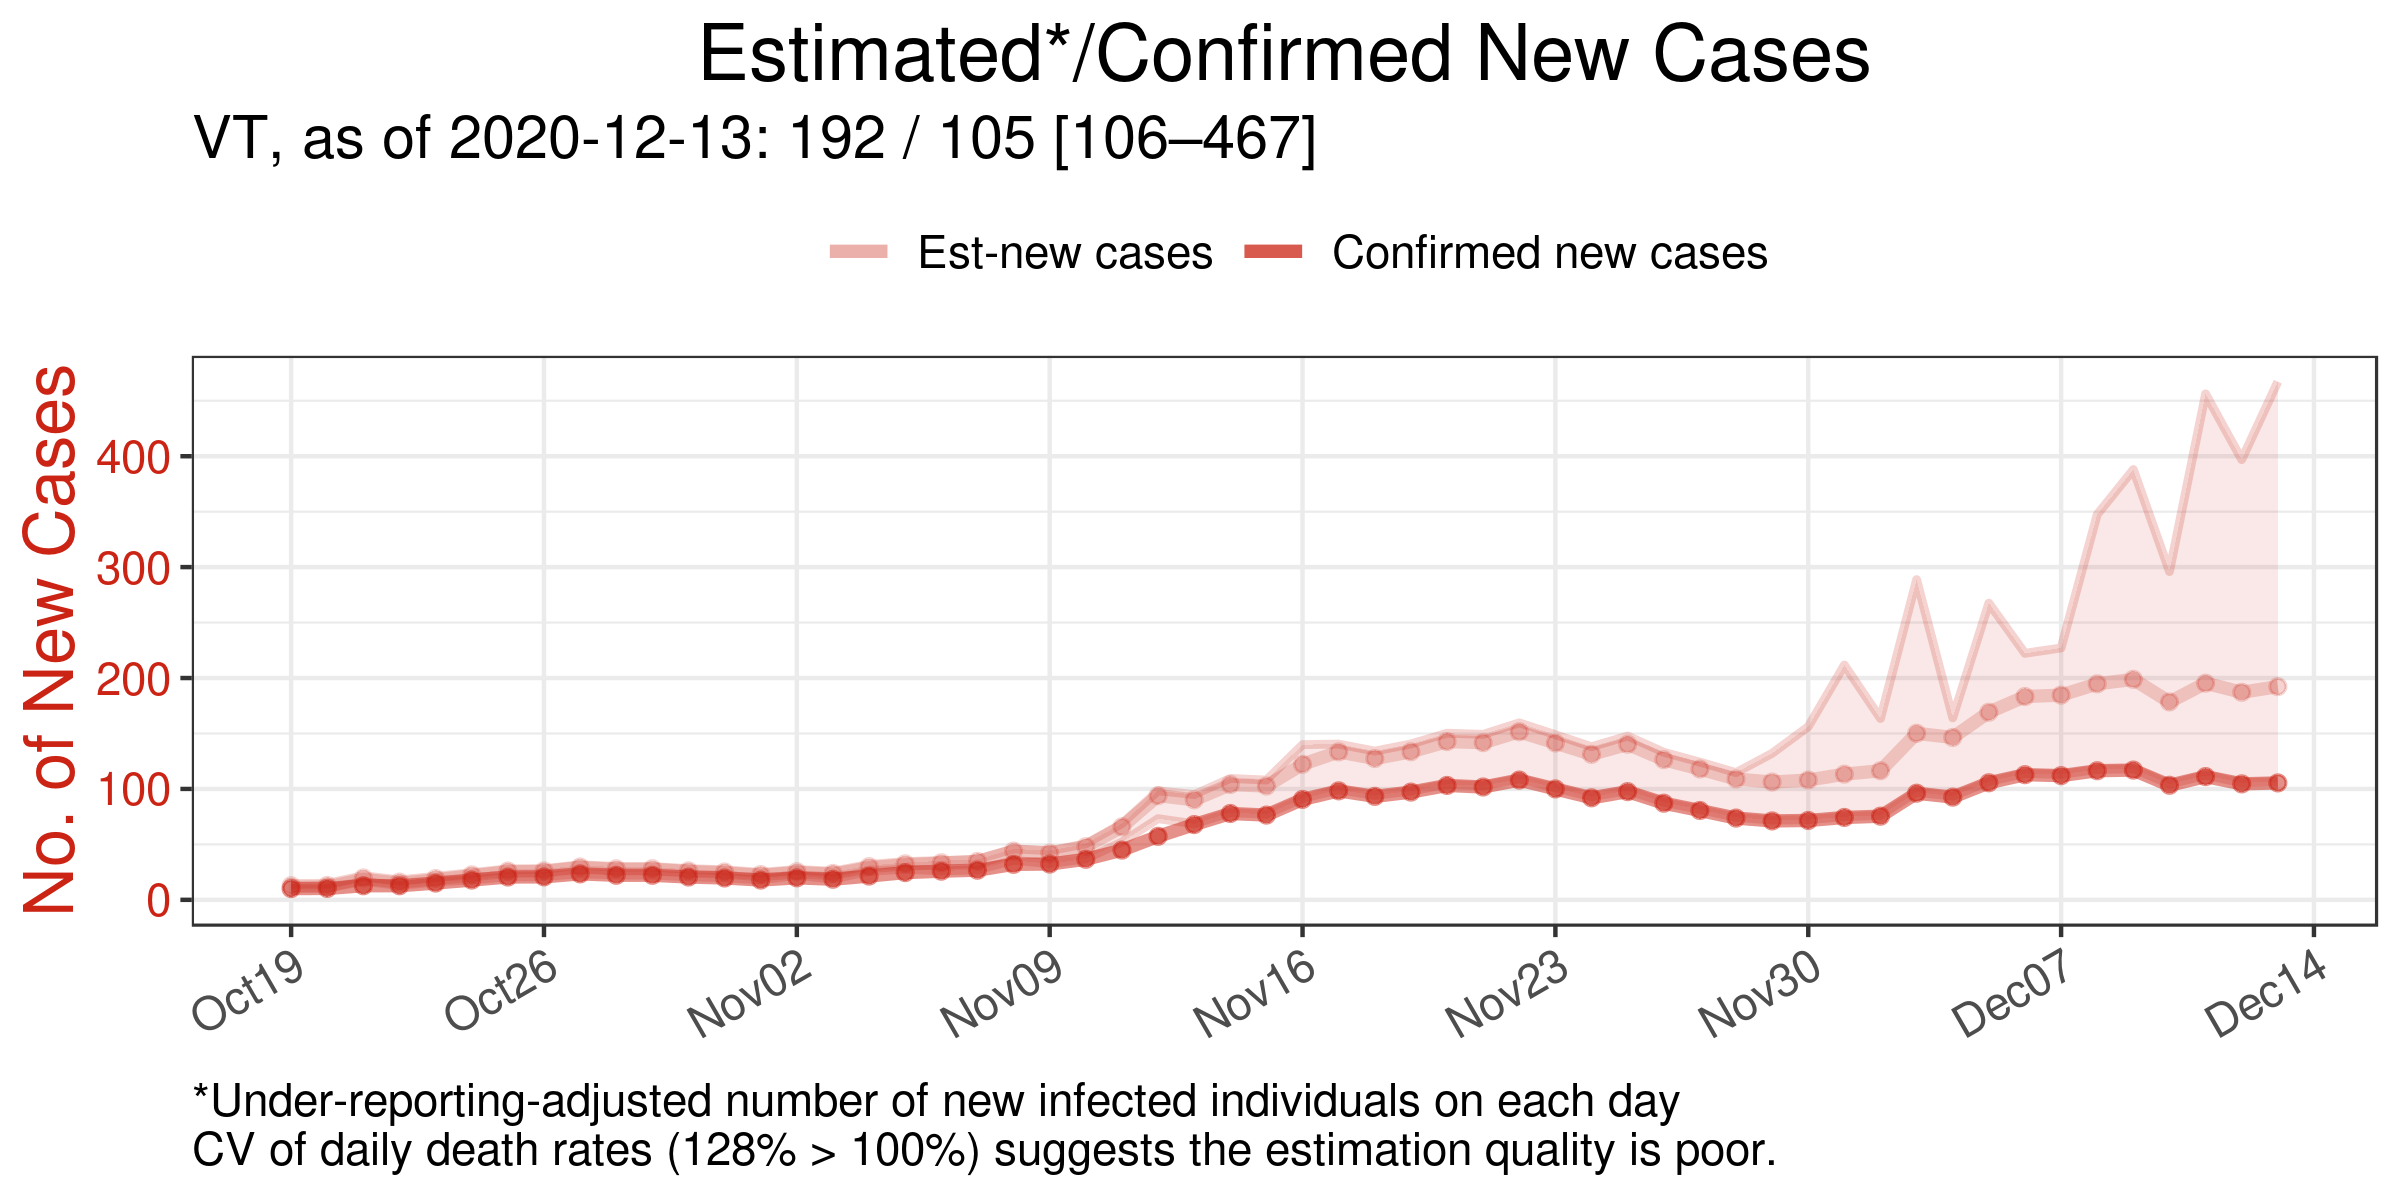 Estimated*/Confirmed New Cases
VT, as of 2020-12-13: 192 / 105 [106–467]
Est-new cases
Confirmed new cases
No. of New Cases
400
300
200
100
0
Oct19
Oct26
Nov02
Nov09
Nov16
Nov23
Nov30
Dec07
Dec14
*Under-reporting-adjusted number of new infected individuals on each day
CV of daily death rates (128% > 100%) suggests the estimation quality is poor.